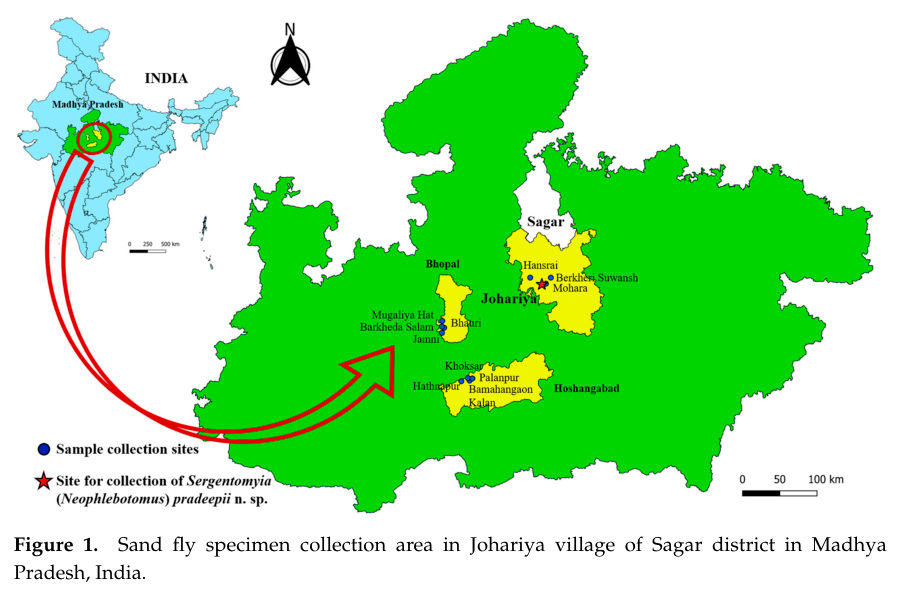 N
INDIA
Madhya Pradesh
0 250 500 km
Sagar
Hansrai
Berkheri Suwansh
Mohara
Johariya
Bhopal
Mugaliya Hat
Barkheda Salam
Bhauri
Jamni
Khoksar
Hathnapur
Palanpur
Bamahangaon
Kalan
Hoshangabad
Sample collection sites
Site for collection of Sergentomyia
(Neophlebotomus) pradeepii n. sp.
0 50 100 km
Figure 1. Sand fly specimen collection area in Johariya village of Sagar district in Madhya
Pradesh, India.